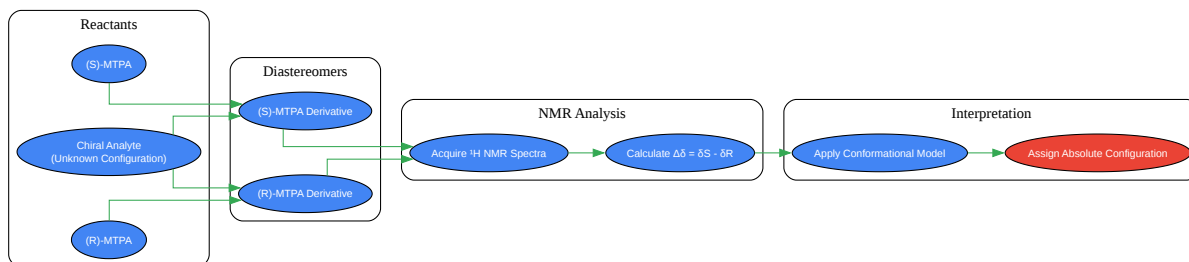 Reactants
(S)-MTPA
Chiral Analyte
(Unknown Configuration)
(R)-MTPA
Diastereomers
(S)-MTPA Derivative
(R)-MTPA Derivative
NMR Analysis
Acquire ¹H NMR Spectra
Calculate Δδ = δS - δR
Interpretation
Apply Conformational Model
Assign Absolute Configuration